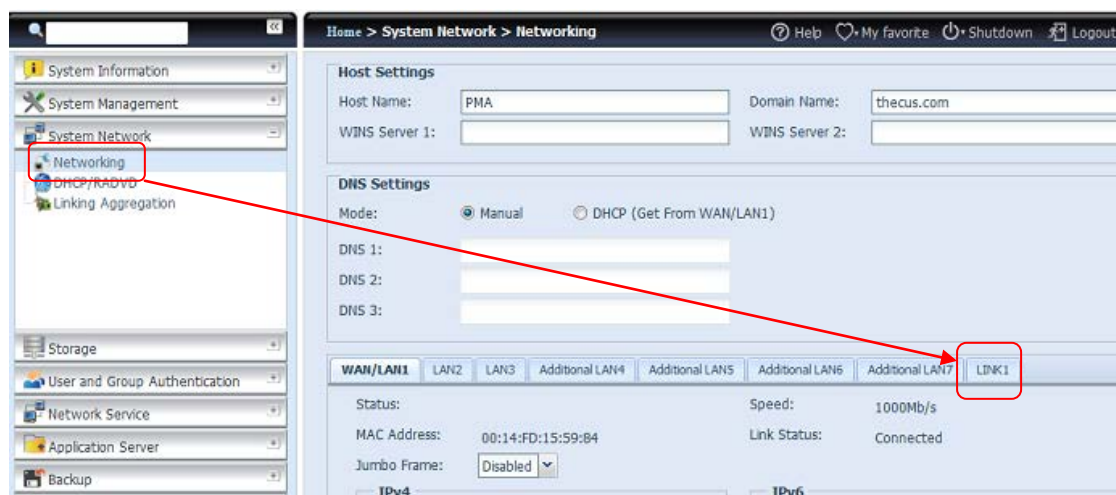 Home > System Network > Networking
Help My favorite Shutdown Logout
System Information
System Management
System Network
Networking
DHCP/RADVD
Linking Aggregation
Storage
User and Group Authentication
Network Service
Application Server
Backup
Host Settings
Host Name: PMA Domain Name: thecus.com
WINS Server 1: WINS Server 2:
DNS Settings
Mode: Manual DHCP (Get From WAN/LAN1)
DNS 1:
DNS 2:
DNS 3:
WAN/LAN1 LAN2 LAN3 Additional LAN4 Additional LAN5 Additional LAN6 Additional LAN7 LINK1
Status: Speed: 1000Mb/s
MAC Address: 00:14:FD:15:59:84 Link Status: Connected
Jumbo Frame: Disabled
IPv4 IPv6